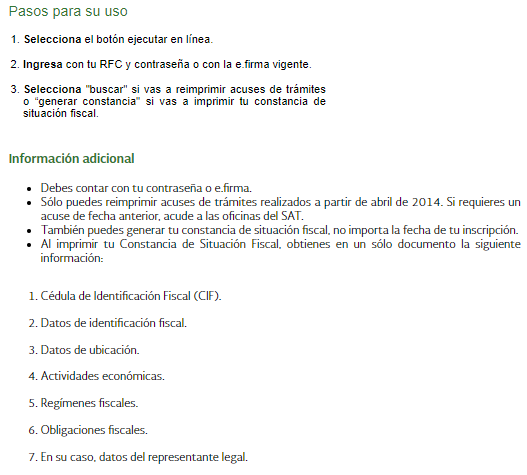 Pasos para su uso
1. Selecciona el botón ejecutar en línea.
2. Ingresa con tu RFC y contraseña o con la e.firma vigente.
3. Selecciona "buscar" si vas a reimprimir acuses de trámites
o "generar constancia" si vas a imprimir tu constancia de
situación fiscal.
Información adicional
• Debes contar con tu contraseña o e.firma.
• Sólo puedes reimprimir acuses de trámites realizados a partir de abril de 2014. Si requieres un
acuse de fecha anterior, acude a las oficinas del SAT.
• También puedes generar tu constancia de situación fiscal, no importa la fecha de tu inscripción.
• Al imprimir tu Constancia de Situación Fiscal, obtienes en un sólo documento la siguiente
información:
1. Cédula de Identificación Fiscal (CIF).
2. Datos de identificación fiscal.
3. Datos de ubicación.
4. Actividades económicas.
5. Regímenes fiscales.
6. Obligaciones fiscales.
7. En su caso, datos del representante legal.